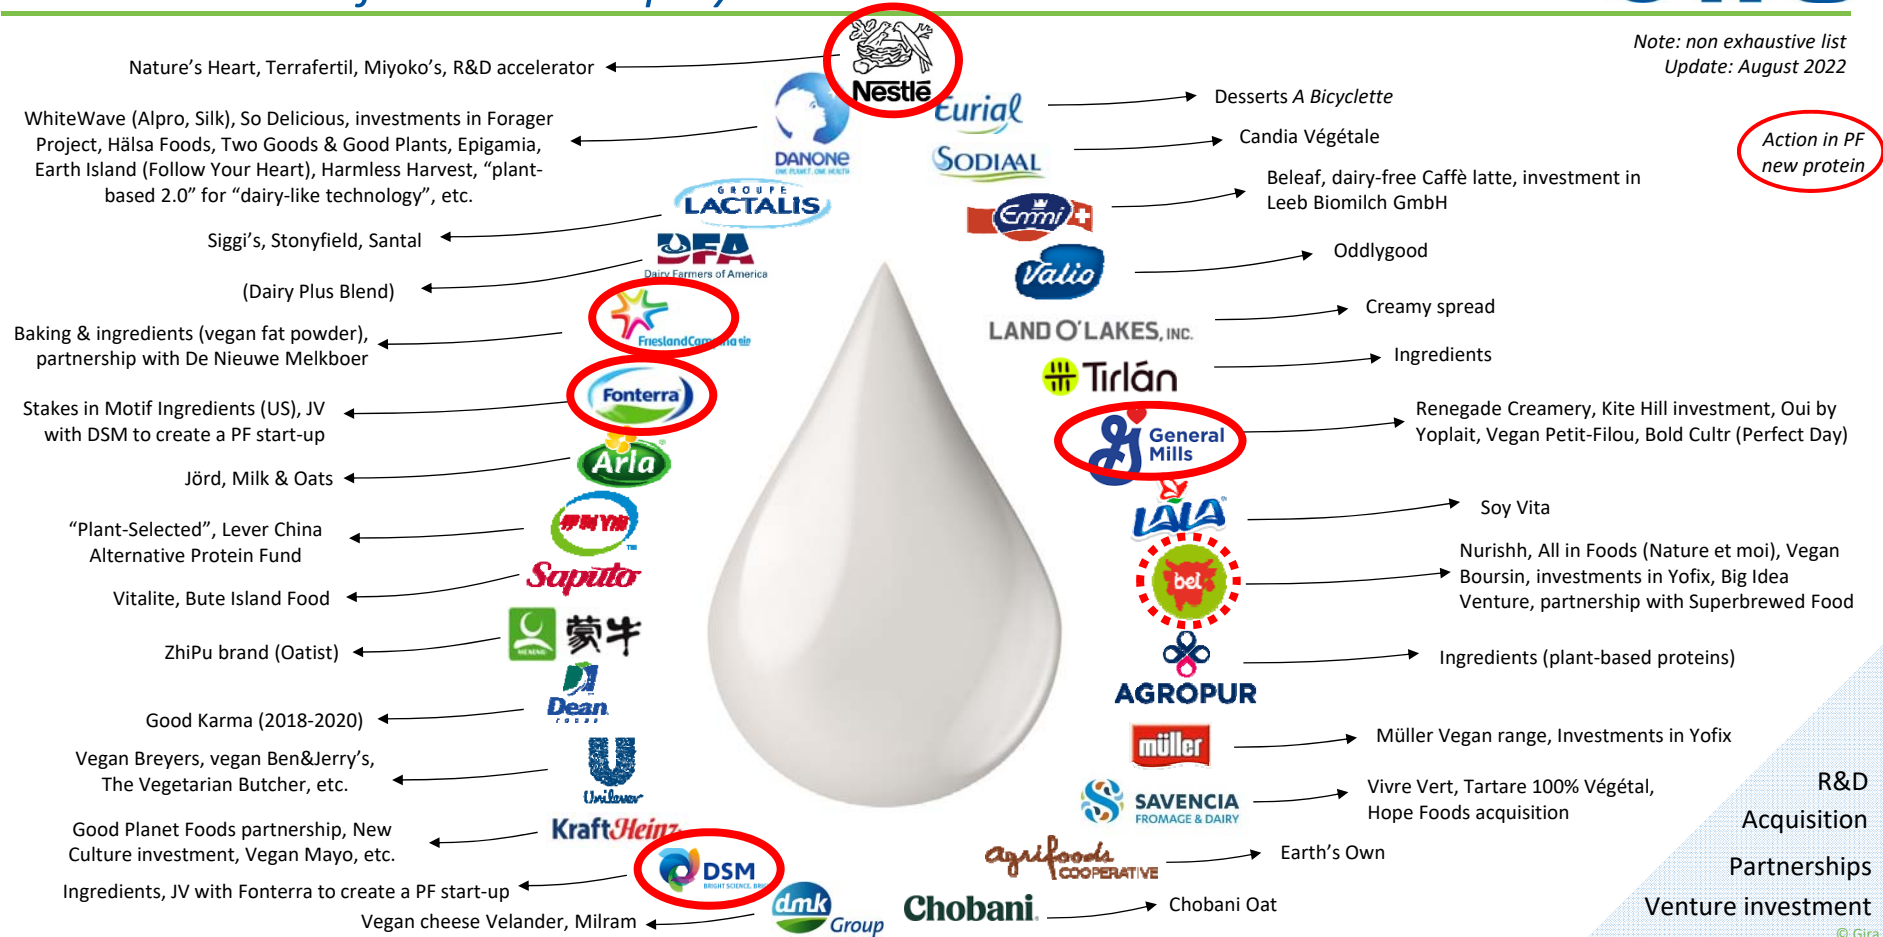 Note: non exhaustive list
Update: August 2022
Action in PF
new protein
Nestlé
Nature's Heart, Terrafertil, Miyoko's, R&D accelerator
DANONE
ONE PLANET. ONE HEALTH
WhiteWave (Alpro, Silk), So Delicious, investments in Forager
Project, Hälsa Foods, Two Goods & Good Plants, Epigamia,
Earth Island (Follow Your Heart), Harmless Harvest, “plant-
based 2.0” for “dairy-like technology”, etc.
GROUPE
LACTALIS
Siggi's, Stonyfield, Santal
DFA
Dairy Farmers of America
(Dairy Plus Blend)
FrieslandCampina
Baking & ingredients (vegan fat powder),
partnership with De Nieuwe Melkboer
Fonterra
Stakes in Motif Ingredients (US), JV
with DSM to create a PF start-up
Arla
Jörd, Milk & Oats
伊利 YILI
“Plant-Selected”, Lever China
Alternative Protein Fund
Saputo
Vitalite, Bute Island Food
MENGNIU
蒙牛
ZhiPu brand (Oatist)
Dean
FOODS
Good Karma (2018-2020)
Unilever
Vegan Breyers, vegan Ben&Jerry's,
The Vegetarian Butcher, etc.
KraftHeinz
Good Planet Foods partnership, New
Culture investment, Vegan Mayo, etc.
DSM
BRIGHT SCIENCE.
Ingredients, JV with Fonterra to create a PF start-up
dmk
Group
Vegan cheese Velander, Milram
Eurial
Desserts A Bicyclette
SODIAAL
Candia Végétale
Emmi
Beleaf, dairy-free Caffè latte, investment in
Leeb Biomilch GmbH
Valio
Oddlygood
LAND O'LAKES, INC.
Creamy spread
Tirlán
Ingredients
General
Mills
Renegade Creamery, Kite Hill investment, Oui by
Yoplait, Vegan Petit-Filou, Bold Cultr (Perfect Day)
LALA
Soy Vita
bel
Nurishh, All in Foods (Nature et moi), Vegan
Boursin, investments in Yofix, Big Idea
Venture, partnership with Superbrewed Food
AGROPUR
Ingredients (plant-based proteins)
müller
Müller Vegan range, Investments in Yofix
SAVENCIA
FROMAGE & DAIRY
Vivre Vert, Tartare 100% Végétal,
Hope Foods acquisition
agrifoods
COOPERATIVE
Earth's Own
Chobani.
Chobani Oat
R&D
Acquisition
Partnerships
Venture investment
© Gira